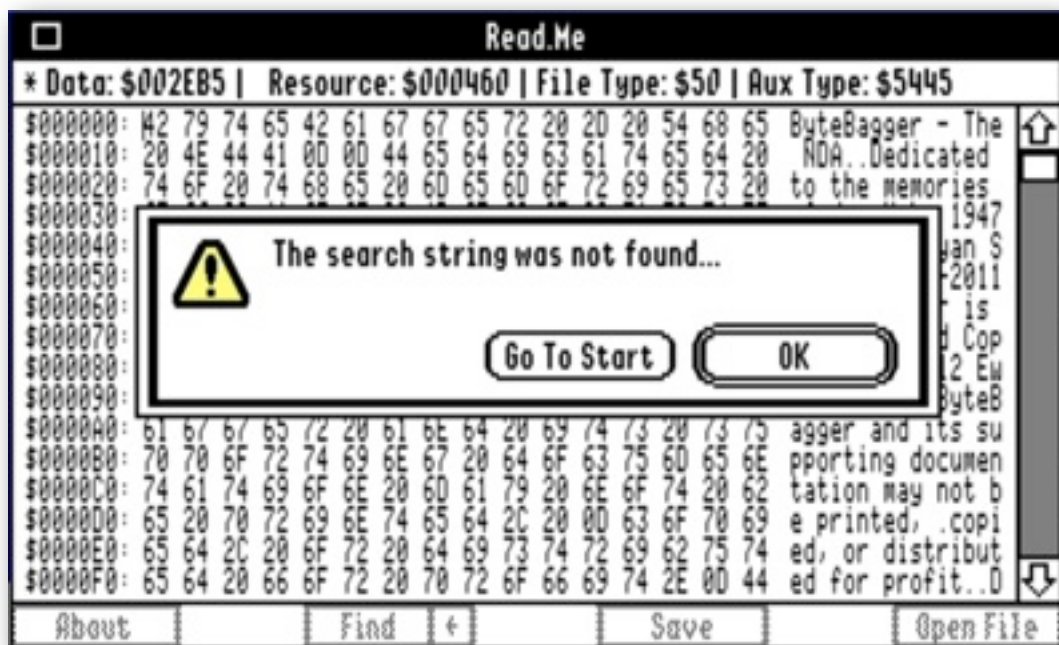 Read.Me
* Data: $002EB5 | Resource: $000460 | File Type: $50 | Aux Type: $5445
$000000: 42 79 74 65 42 61 67 67 65 72 20 2D 20 54 68 65 ByteBagger - The
$000010: 20 4E 44 41 0D 0D 44 65 64 69 63 61 74 65 64 20 NDA..Dedicated
$000020: 74 6F 20 74 68 65 20 6D 65 6D 6F 72 69 65 73 20 to the memories
$000030: 1947
$000040: yan S
$000050: -2011
$000060: is
$000070: d Cop
$000080: 12 Ew
$000090: ByteB
The search string was not found...
Go To Start OK
$0000A0: 61 67 67 65 72 20 61 6E 64 20 69 74 73 20 73 75 agger and its su
$0000B0: 70 70 6F 72 74 69 6E 67 20 64 6F 63 75 6D 65 6E pporting documen
$0000C0: 74 61 74 69 6F 6E 20 6D 61 79 20 6E 6F 74 20 62 tation may not b
$0000D0: 65 20 70 72 69 6E 74 65 64 2C 20 0D 63 6F 70 69 e printed, .copi
$0000E0: 65 64 2C 20 6F 72 20 64 69 73 74 72 69 62 75 74 ed, or distribut
$0000F0: 65 64 20 66 6F 72 20 70 72 6F 66 69 74 2E 0D 44 ed for profit..D
About Find ← Save Open File